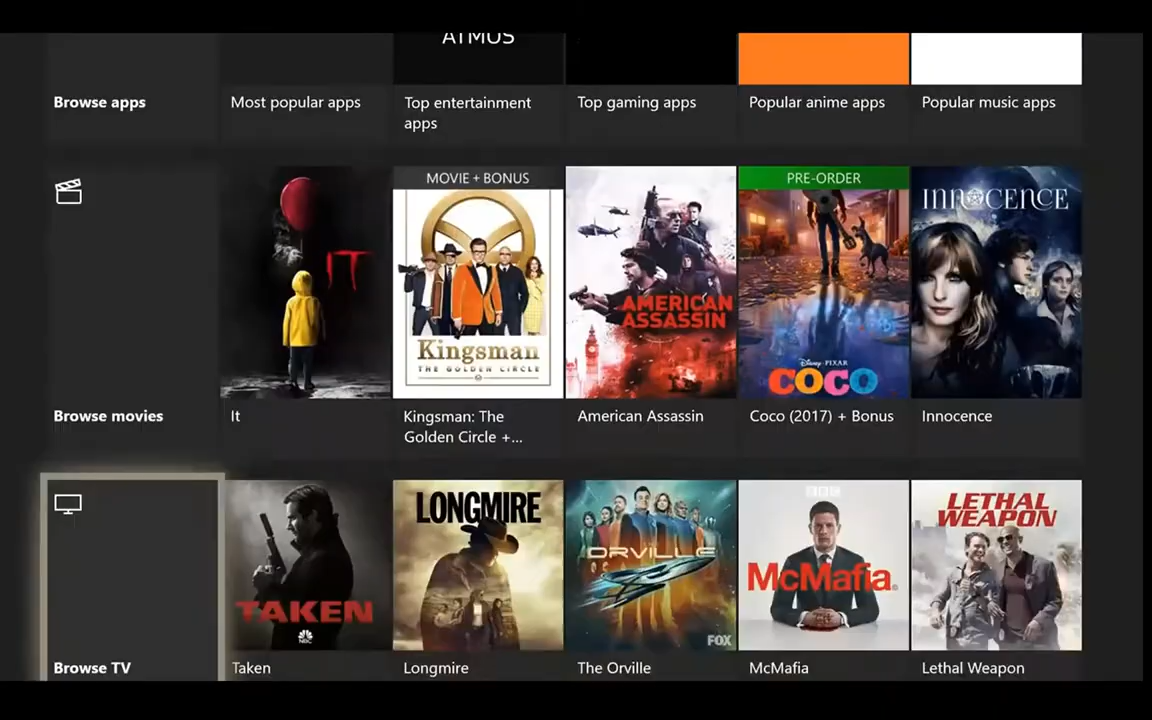 ATMUS
Browse apps
Most popular apps
Top entertainment
apps
Top gaming apps
Popular anime apps
Popular music apps
MOVIE + BONUS
PRE-ORDER
IT
Kingsman
THE GOLDEN CIRCLE
AMERICAN
ASSASSIN
Disney · PIXAR
COCO
INNOCENCE
Browse movies
It
Kingsman: The
Golden Circle +...
American Assassin
Coco (2017) + Bonus
Innocence
TAKEN
NBC
LONGMIRE
ORVILLE
FOX
BBC
McMafia
LETHAL
WEAPON
Browse TV
Taken
Longmire
The Orville
McMafia
Lethal Weapon